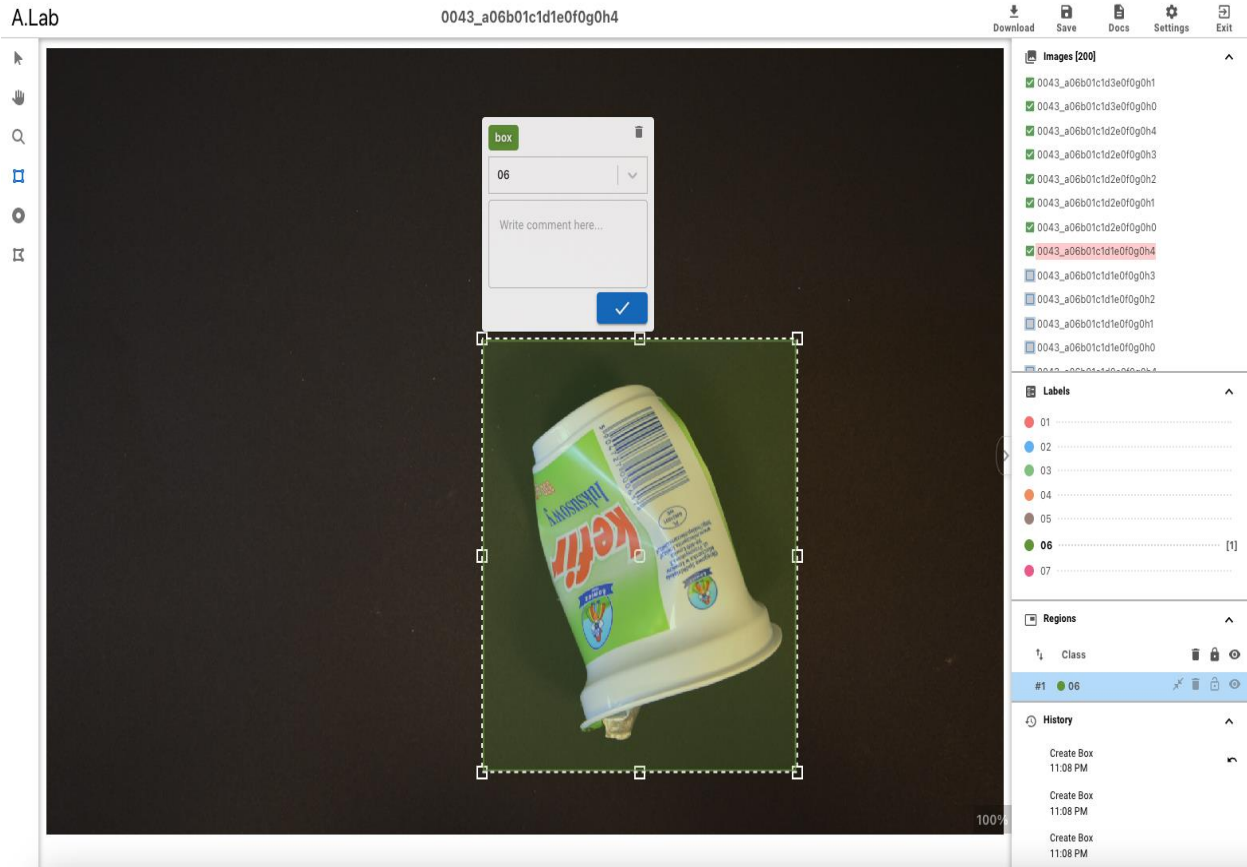 A.Lab
0043_a06b01c1d1e0f0g0h4
Download
Save
Docs
Settings
Exit
Images [200]
0043_a06b01c1d3e0f0g0h1
0043_a06b01c1d3e0f0g0h0
0043_a06b01c1d2e0f0g0h4
0043_a06b01c1d2e0f0g0h3
0043_a06b01c1d2e0f0g0h2
0043_a06b01c1d2e0f0g0h1
0043_a06b01c1d2e0f0g0h0
0043_a06b01c1d1e0f0g0h4
0043_a06b01c1d1e0f0g0h3
0043_a06b01c1d1e0f0g0h2
0043_a06b01c1d1e0f0g0h1
0043_a06b01c1d1e0f0g0h0
box
06
Write comment here...
luksusowy
kefir
100%
Labels
01
02
03
04
05
06 [1]
07
Regions
Class
#1 06
History
Create Box
11:08 PM
Create Box
11:08 PM
Create Box
11:08 PM